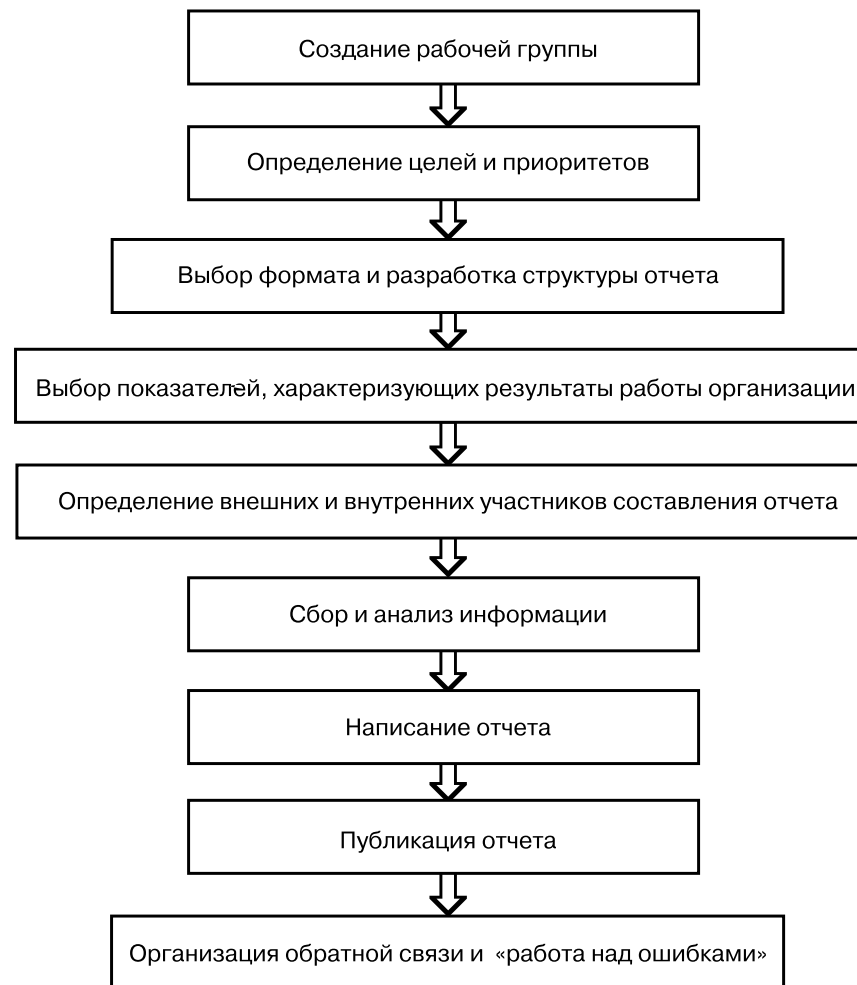 Создание рабочей группы
Определение целей и приоритетов
Выбор формата и разработка структуры отчета
Выбор показателей, характеризующих результаты работы организации
Определение внешних и внутренних участников составления отчета
Сбор и анализ информации
Написание отчета
Публикация отчета
Организация обратной связи и «работа над ошибками»